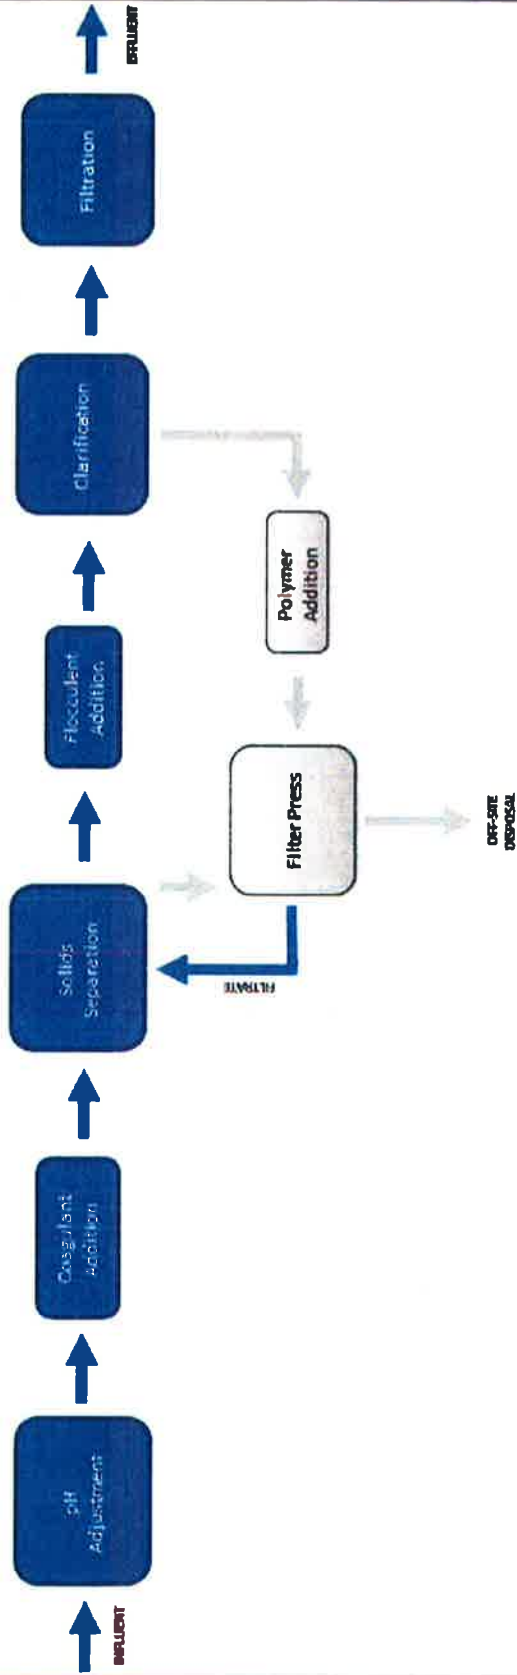 INFLUENT
pH
Adjustment
Coagulant
Addition
Solids
Separation
Flocculent
Addition
Clarification
Filtration
EFFLUENT
FILTRATE
Filter Press
Polymer
Addition
OFF-SITE
DISPOSAL